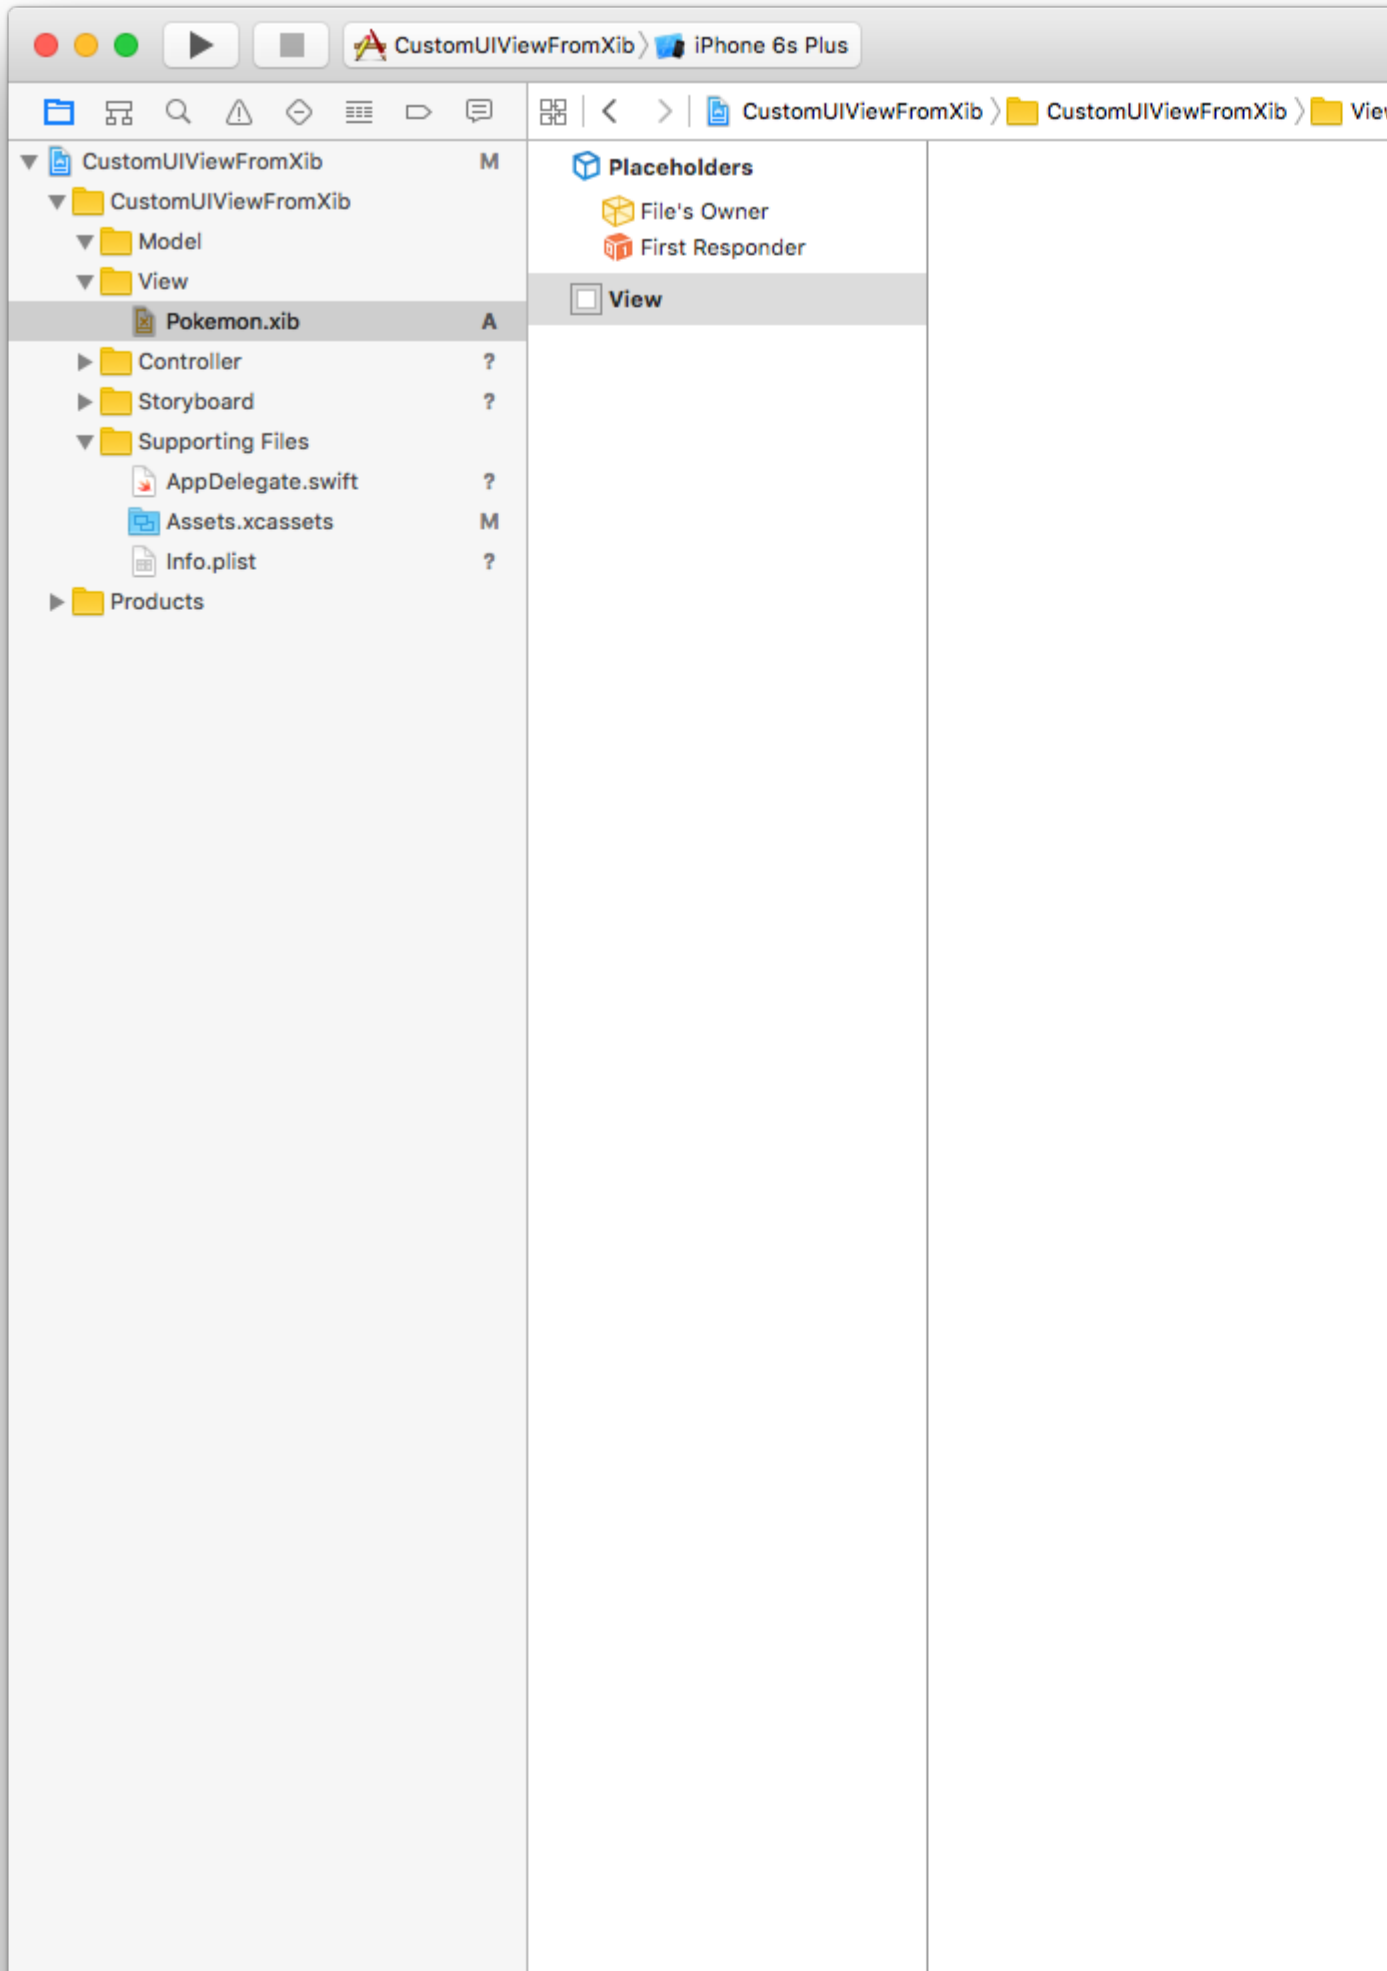 CustomUIViewFromXib iPhone 6s Plus
CustomUIViewFromXib CustomUIViewFromXib
CustomUIViewFromXib M
CustomUIViewFromXib
Model
View
Pokemon.xib A
Controller ?
Storyboard ?
Supporting Files
AppDelegate.swift ?
Assets.xcassets M
Info.plist ?
Products
Placeholders
File's Owner
First Responder
View